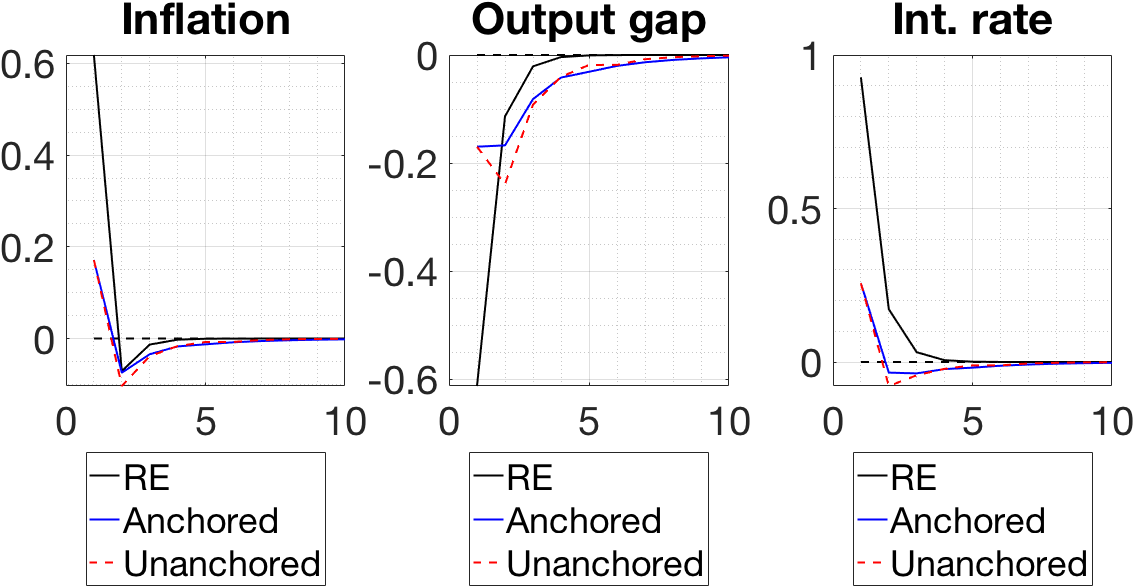 Inflation
0.6
0.4
0.2
0
0 5 10
RE
Anchored
Unanchored
Output gap
0
-0.2
-0.4
-0.6
0 5 10
RE
Anchored
Unanchored
Int. rate
1
0.5
0
0 5 10
RE
Anchored
Unanchored